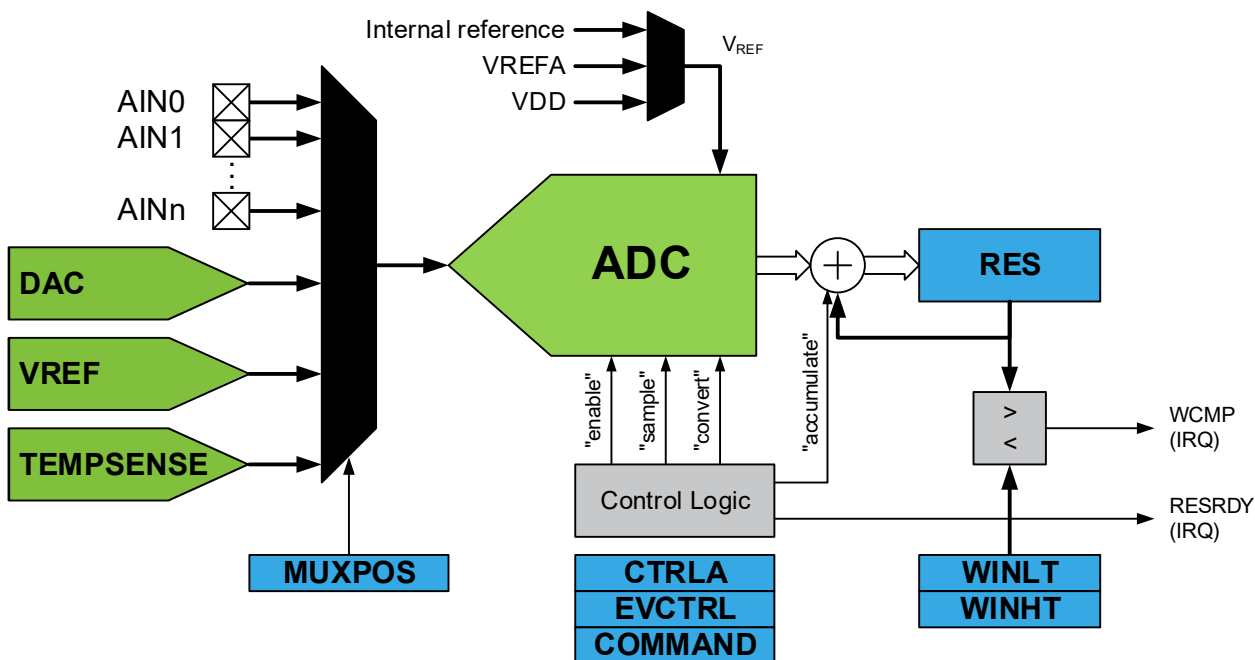 Internal reference
VREFA
VDD
VREF
AIN0
AIN1
AINn
DAC
VREF
TEMPSENSE
ADC
+
RES
"enable"
"sample"
"convert"
"accumulate"
>
<
WCMP
(IRQ)
Control Logic
RESRDY
(IRQ)
MUXPOS
CTRLA
EVCTRL
COMMAND
WINLT
WINHT